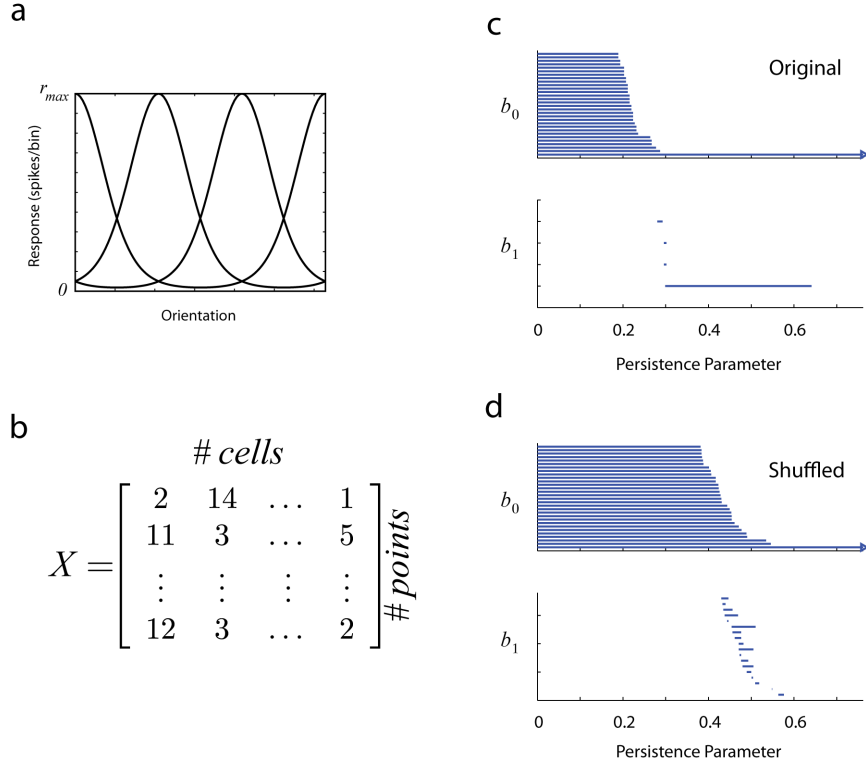 a
r_max
Response (spikes/bin)
0
Orientation
b
# cells
X =
2 14 … 1
11 3 … 5
⋮ ⋮ ⋮ ⋮
12 3 … 2
# points
c
Original
b_0
b_1
0 0.2 0.4 0.6
Persistence Parameter
d
Shuffled
b_0
b_1
0 0.2 0.4 0.6
Persistence Parameter